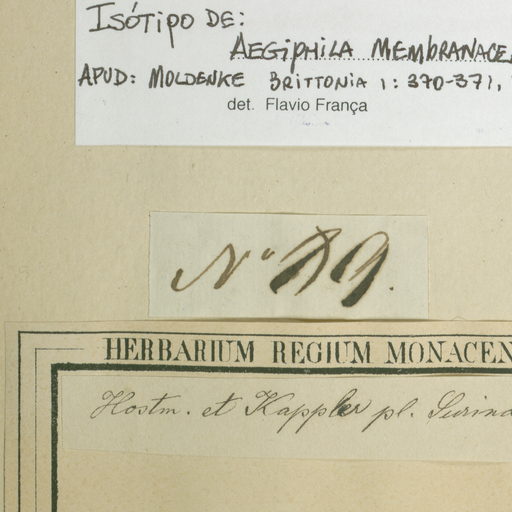 ISÓTIPO DE:
AEGIPHILA MEMBRANACE
APUD: MOLDENKE BRITTONIA 1: 370-371,
det. Flavio França
Nº
HERBARIUM REGIUM MONACEN
Hostm. et Kappler pl. Surina